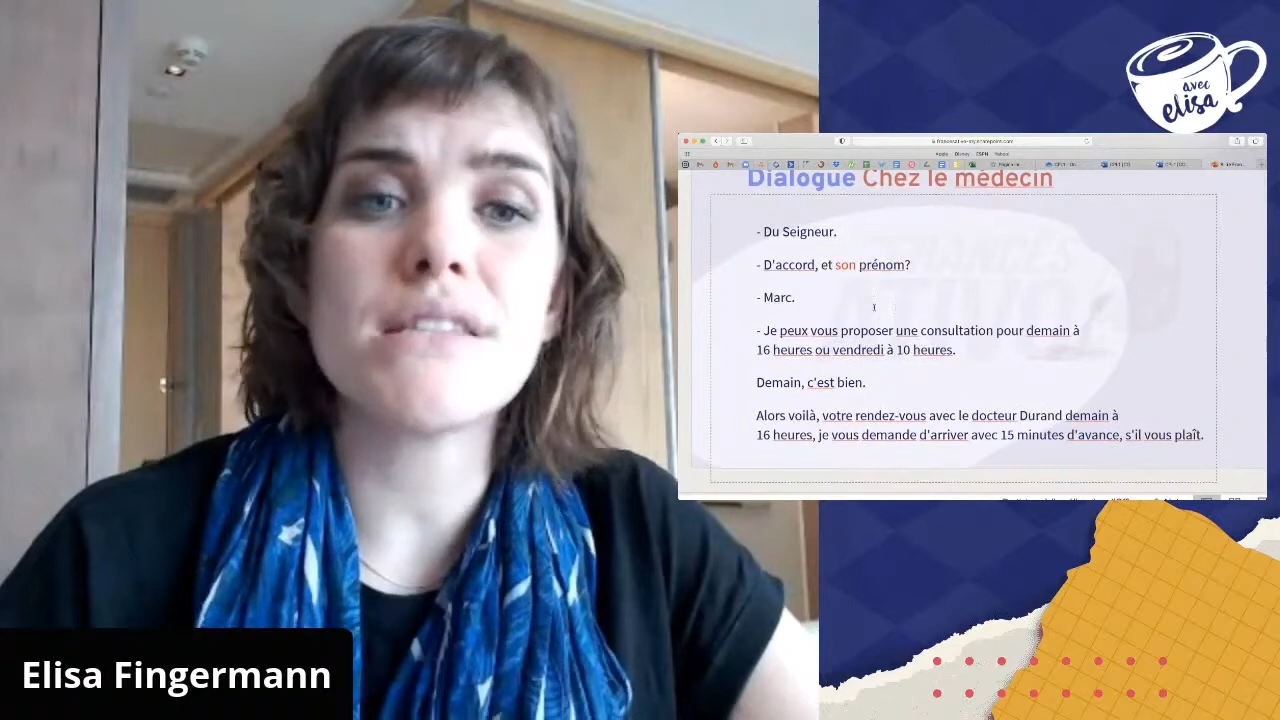 avec
elisa
Dialogue Chez le médecin
- Du Seigneur.
- D'accord, et son prénom?
- Marc.
- Je peux vous proposer une consultation pour demain à
16 heures ou vendredi à 10 heures.
Demain, c'est bien.
Alors voilà, votre rendez-vous avec le docteur Durand demain à
16 heures, je vous demande d'arriver avec 15 minutes d'avance, s'il vous plaît.
Elisa Fingermann